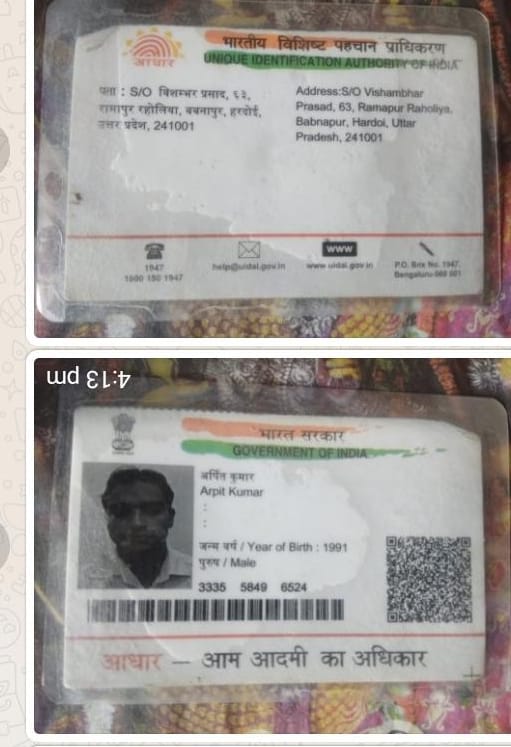 आधार
भारतीय विशिष्ट पहचान प्राधिकरण
UNIQUE IDENTIFICATION AUTHORITY OF INDIA
पता : S/O विशम्भर प्रसाद, ६३,
रामापुर रहोलिया, बबनापुर, हरदोई,
उत्तर प्रदेश, 241001
Address:S/O Vishambhar
Prasad, 63, Ramapur Raholiya,
Babnapur, Hardoi, Uttar
Pradesh, 241001
1947
1800 180 1947
help@uidai.gov.in
www
www.uidai.gov.in
P.O. Box No. 1947,
Bengaluru-560 001
4:13 pm
भारत सरकार
GOVERNMENT OF INDIA
अर्पित कुमार
Arpit Kumar
:
:
जन्म वर्ष / Year of Birth : 1991
पुरुष / Male
3335 5849 6524
आधार — आम आदमी का अधिकार